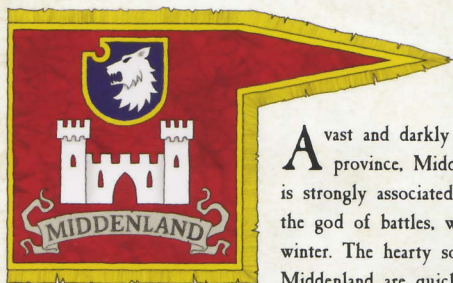 MIDDENLAND
A vast and darkly
province, Midd
is strongly associated
the god of battles, w
winter. The hearty so
Middenland are quick